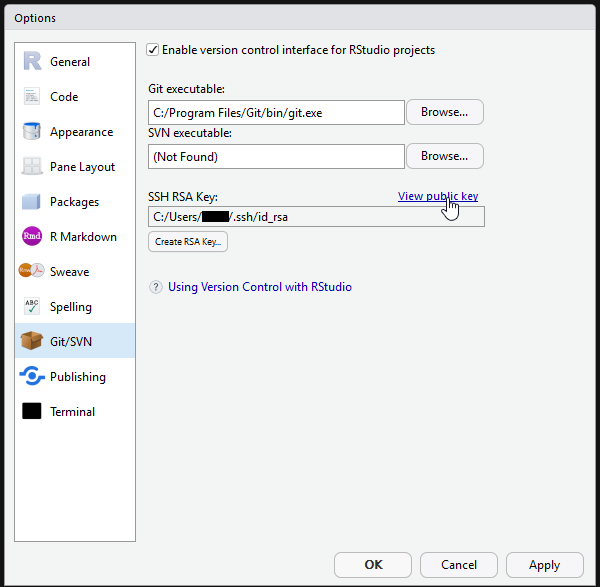 Options
General
Code
Appearance
Pane Layout
Packages
Rmd R Markdown
Sweave
ABC Spelling
Git/SVN
Publishing
Terminal
Enable version control interface for RStudio projects
Git executable:
C:/Program Files/Git/bin/git.exe Browse...
SVN executable:
(Not Found) Browse...
SSH RSA Key: View public key
C:/Users/ /.ssh/id_rsa
Create RSA Key...
? Using Version Control with RStudio
OK Cancel Apply